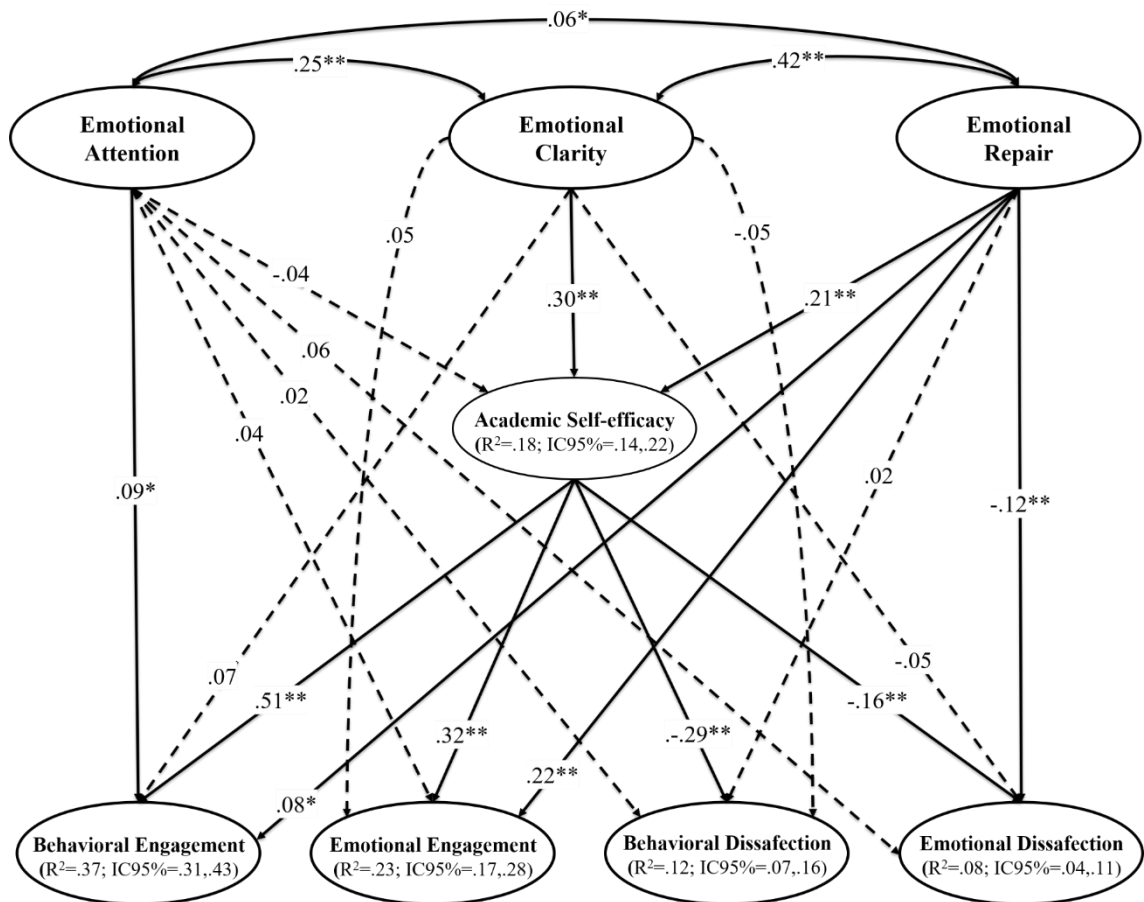 .06*
.25**
.42**
Emotional
Attention
Emotional
Clarity
Emotional
Repair
.05
-.05
-.04
.30**
.21**
.06
.02
.04
Academic Self-efficacy
(R²=.18; IC95%=.14,.22)
.02
.09*
-.12**
.07
-.05
.51**
-.16**
.32**
.-.29**
.22**
.08*
Behavioral Engagement
(R²=.37; IC95%=.31,.43)
Emotional Engagement
(R²=.23; IC95%=.17,.28)
Behavioral Dissafection
(R²=.12; IC95%=.07,.16)
Emotional Dissafection
(R²=.08; IC95%=.04,.11)